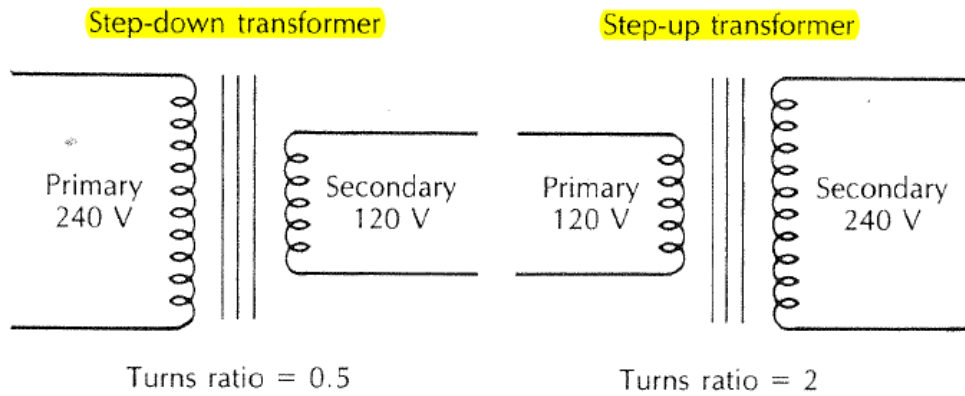 Step-down transformer
Step-up transformer
Primary
240 V
Secondary
120 V
Primary
120 V
Secondary
240 V
Turns ratio = 0.5
Turns ratio = 2